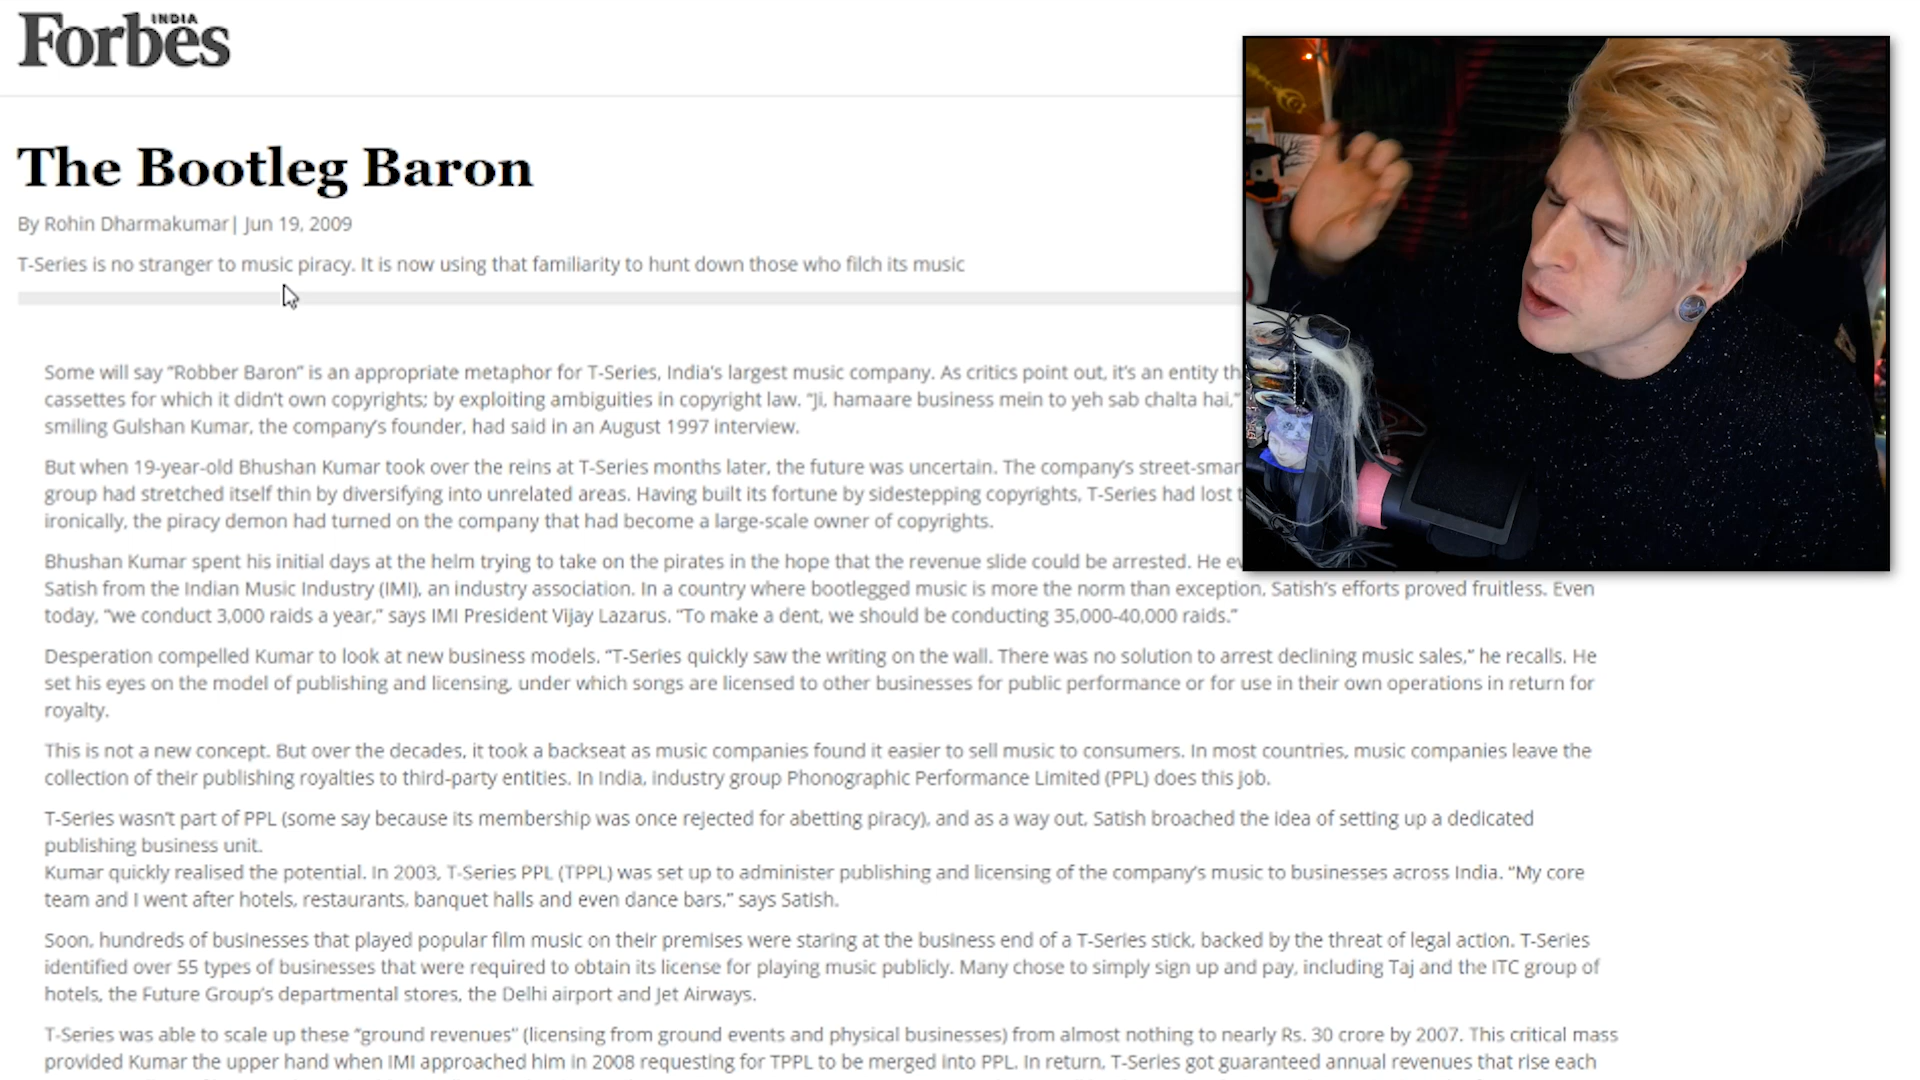 Forbes
INDIA
The Bootleg Baron
By Rohin Dharmakumar| Jun 19, 2009
T-Series is no stranger to music piracy. It is now using that familiarity to hunt down those who filch its music
Some will say “Robber Baron” is an appropriate metaphor for T-Series, India’s largest music company. As critics point out, it’s an entity
cassettes for which it didn’t own copyrights; by exploiting ambiguities in copyright law. “Ji, hamaare business mein to yeh sab chalta hai,”
smiling Gulshan Kumar, the company’s founder, had said in an August 1997 interview.
But when 19-year-old Bhushan Kumar took over the reins at T-Series months later, the future was uncertain. The company’s
group had stretched itself thin by diversifying into unrelated areas. Having built its fortune by sidestepping copyrights, T-Series had lost
ironically, the piracy demon had turned on the company that had become a large-scale owner of copyrights.
Bhushan Kumar spent his initial days at the helm trying to take on the pirates in the hope that the revenue slide could be arrested. He
Satish from the Indian Music Industry (IMI), an industry association. In a country where bootlegged music is more the norm than exception, Satish’s efforts proved fruitless. Even
today, “we conduct 3,000 raids a year,” says IMI President Vijay Lazarus. “To make a dent, we should be conducting 35,000-40,000 raids.”
Desperation compelled Kumar to look at new business models. “T-Series quickly saw the writing on the wall. There was no solution to arrest declining music sales,” he recalls. He
set his eyes on the model of publishing and licensing, under which songs are licensed to other businesses for public performance or for use in their own operations in return for
royalty.
This is not a new concept. But over the decades, it took a backseat as music companies found it easier to sell music to consumers. In most countries, music companies leave the
collection of their publishing royalties to third-party entities. In India, industry group Phonographic Performance Limited (PPL) does this job.
T-Series wasn’t part of PPL (some say because its membership was once rejected for abetting piracy), and as a way out, Satish broached the idea of setting up a dedicated
publishing business unit.
Kumar quickly realised the potential. In 2003, T-Series PPL (TPPL) was set up to administer publishing and licensing of the company’s music to businesses across India. “My core
team and I went after hotels, restaurants, banquet halls and even dance bars,” says Satish.
Soon, hundreds of businesses that played popular film music on their premises were staring at the business end of a T-Series stick, backed by the threat of legal action. T-Series
identified over 55 types of businesses that were required to obtain its license for playing music publicly. Many chose to simply sign up and pay, including Taj and the ITC group of
hotels, the Future Group’s departmental stores, the Delhi airport and Jet Airways.
T-Series was able to scale up these “ground revenues” (licensing from ground events and physical businesses) from almost nothing to nearly Rs. 30 crore by 2007. This critical mass
provided Kumar the upper hand when IMI approached him in 2008 requesting for TPPL to be merged into PPL. In return, T-Series got guaranteed annual revenues that rise each